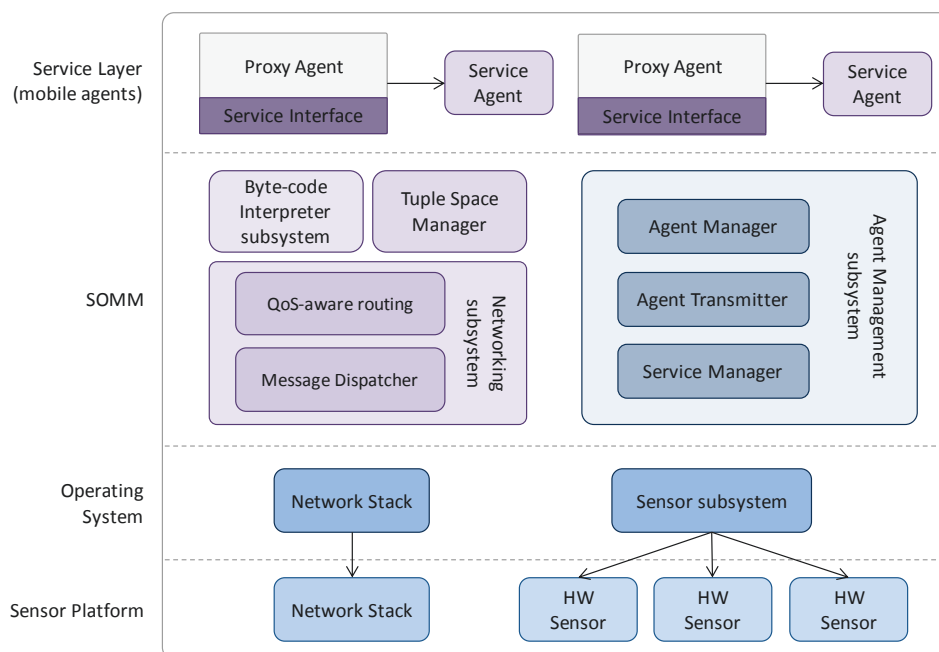 Service Layer
(mobile agents)
Proxy Agent
Service Interface
Service
Agent
Proxy Agent
Service Interface
Service
Agent
SOMM
Byte-code
Interpreter
subsystem
Tuple Space
Manager
QoS-aware routing
Message Dispatcher
Networking
subsystem
Agent Manager
Agent Transmitter
Service Manager
Agent Management
subsystem
Operating
System
Network Stack
Sensor subsystem
Sensor Platform
Network Stack
HW
Sensor
HW
Sensor
HW
Sensor